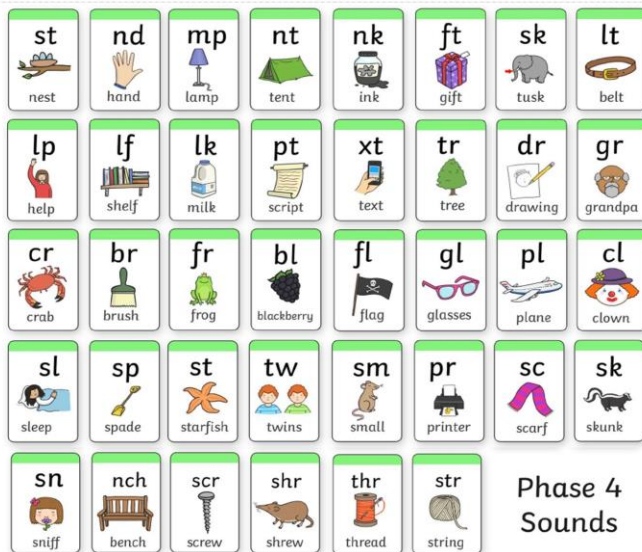 st nd mp nt nk ft sk lt
nest hand lamp tent ink gift tusk belt
lp lf lk pt xt tr dr gr
help shelf milk script text tree drawing grandpa
cr br fr bl fl gl pl cl
crab brush frog blackberry flag glasses plane clown
sl sp st tw sm pr sc sk
sleep spade starfish twins small printer scarf skunk
sn nch scr shr thr str
sniff bench screw shrew thread string
Phase 4
Sounds